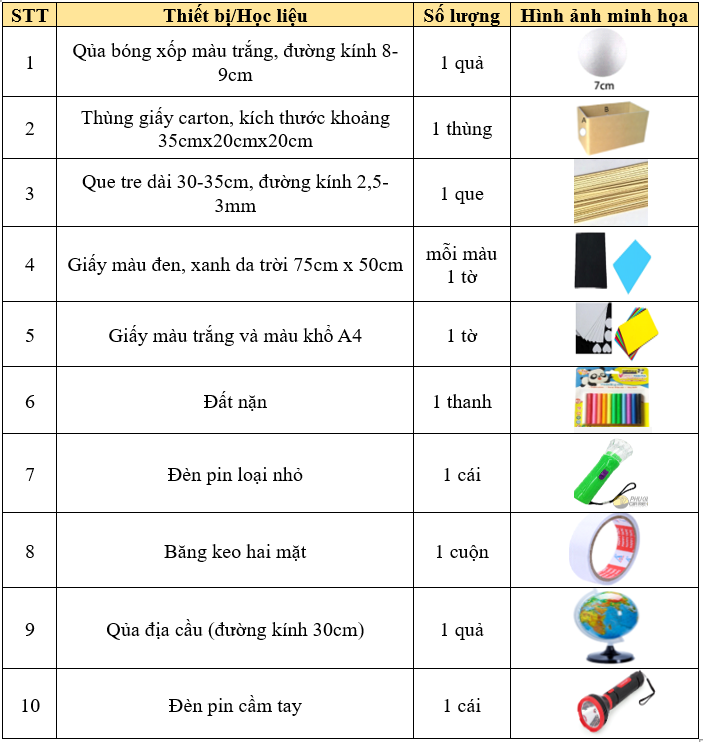 STT Thiết bị/Học liệu Số lượng Hình ảnh minh họa
1 Qủa bóng xốp màu trắng, đường kính 8-
9cm 1 quả
7cm
2 Thùng giấy carton, kích thước khoảng
35cmx20cmx20cm 1 thùng
A B
3 Que tre dài 30-35cm, đường kính 2,5-
3mm 1 que
4 Giấy màu đen, xanh da trời 75cm x 50cm mỗi màu
1 tờ
5 Giấy màu trắng và màu khổ A4 1 tờ
6 Đất nặn 1 thanh
7 Đèn pin loại nhỏ 1 cái
8 Băng keo hai mặt 1 cuộn
9 Qủa địa cầu (đường kính 30cm) 1 quả
10 Đèn pin cầm tay 1 cái